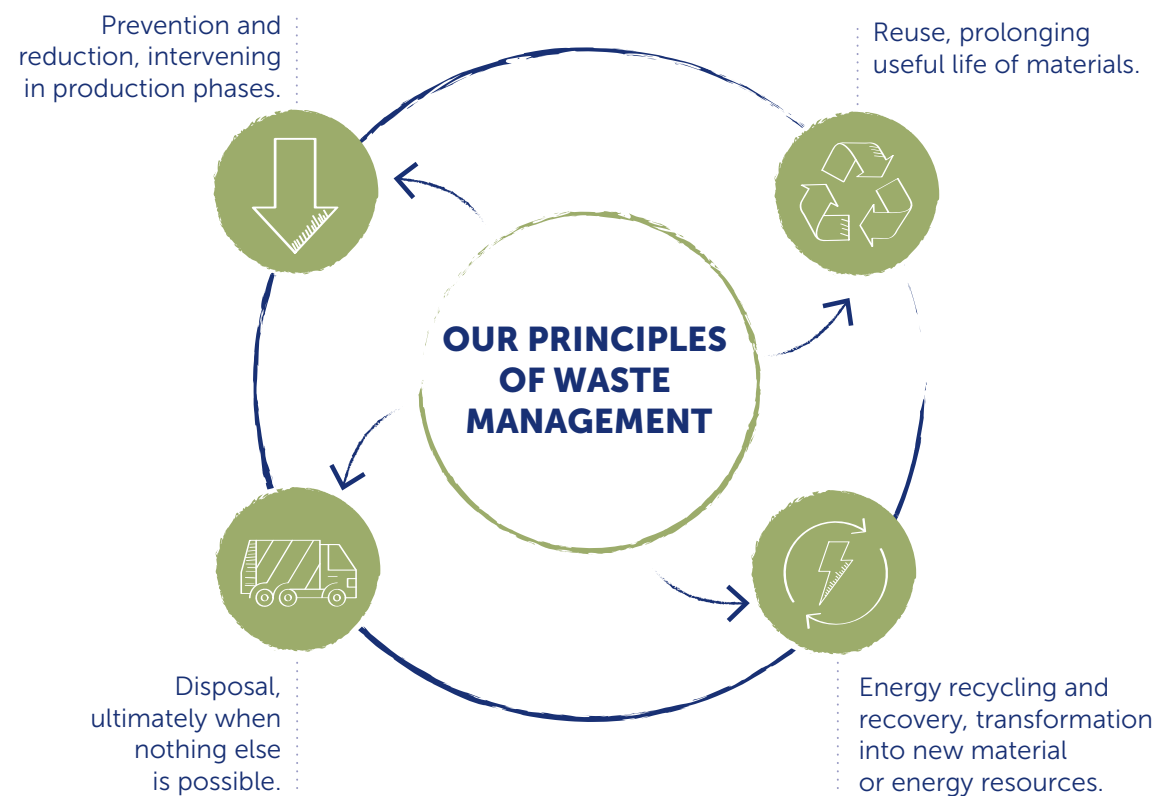 Prevention and
reduction, intervening
in production phases.
Reuse, prolonging
useful life of materials.
OUR PRINCIPLES
OF WASTE
MANAGEMENT
Disposal,
ultimately when
nothing else
is possible.
Energy recycling and
recovery, transformation
into new material
or energy resources.